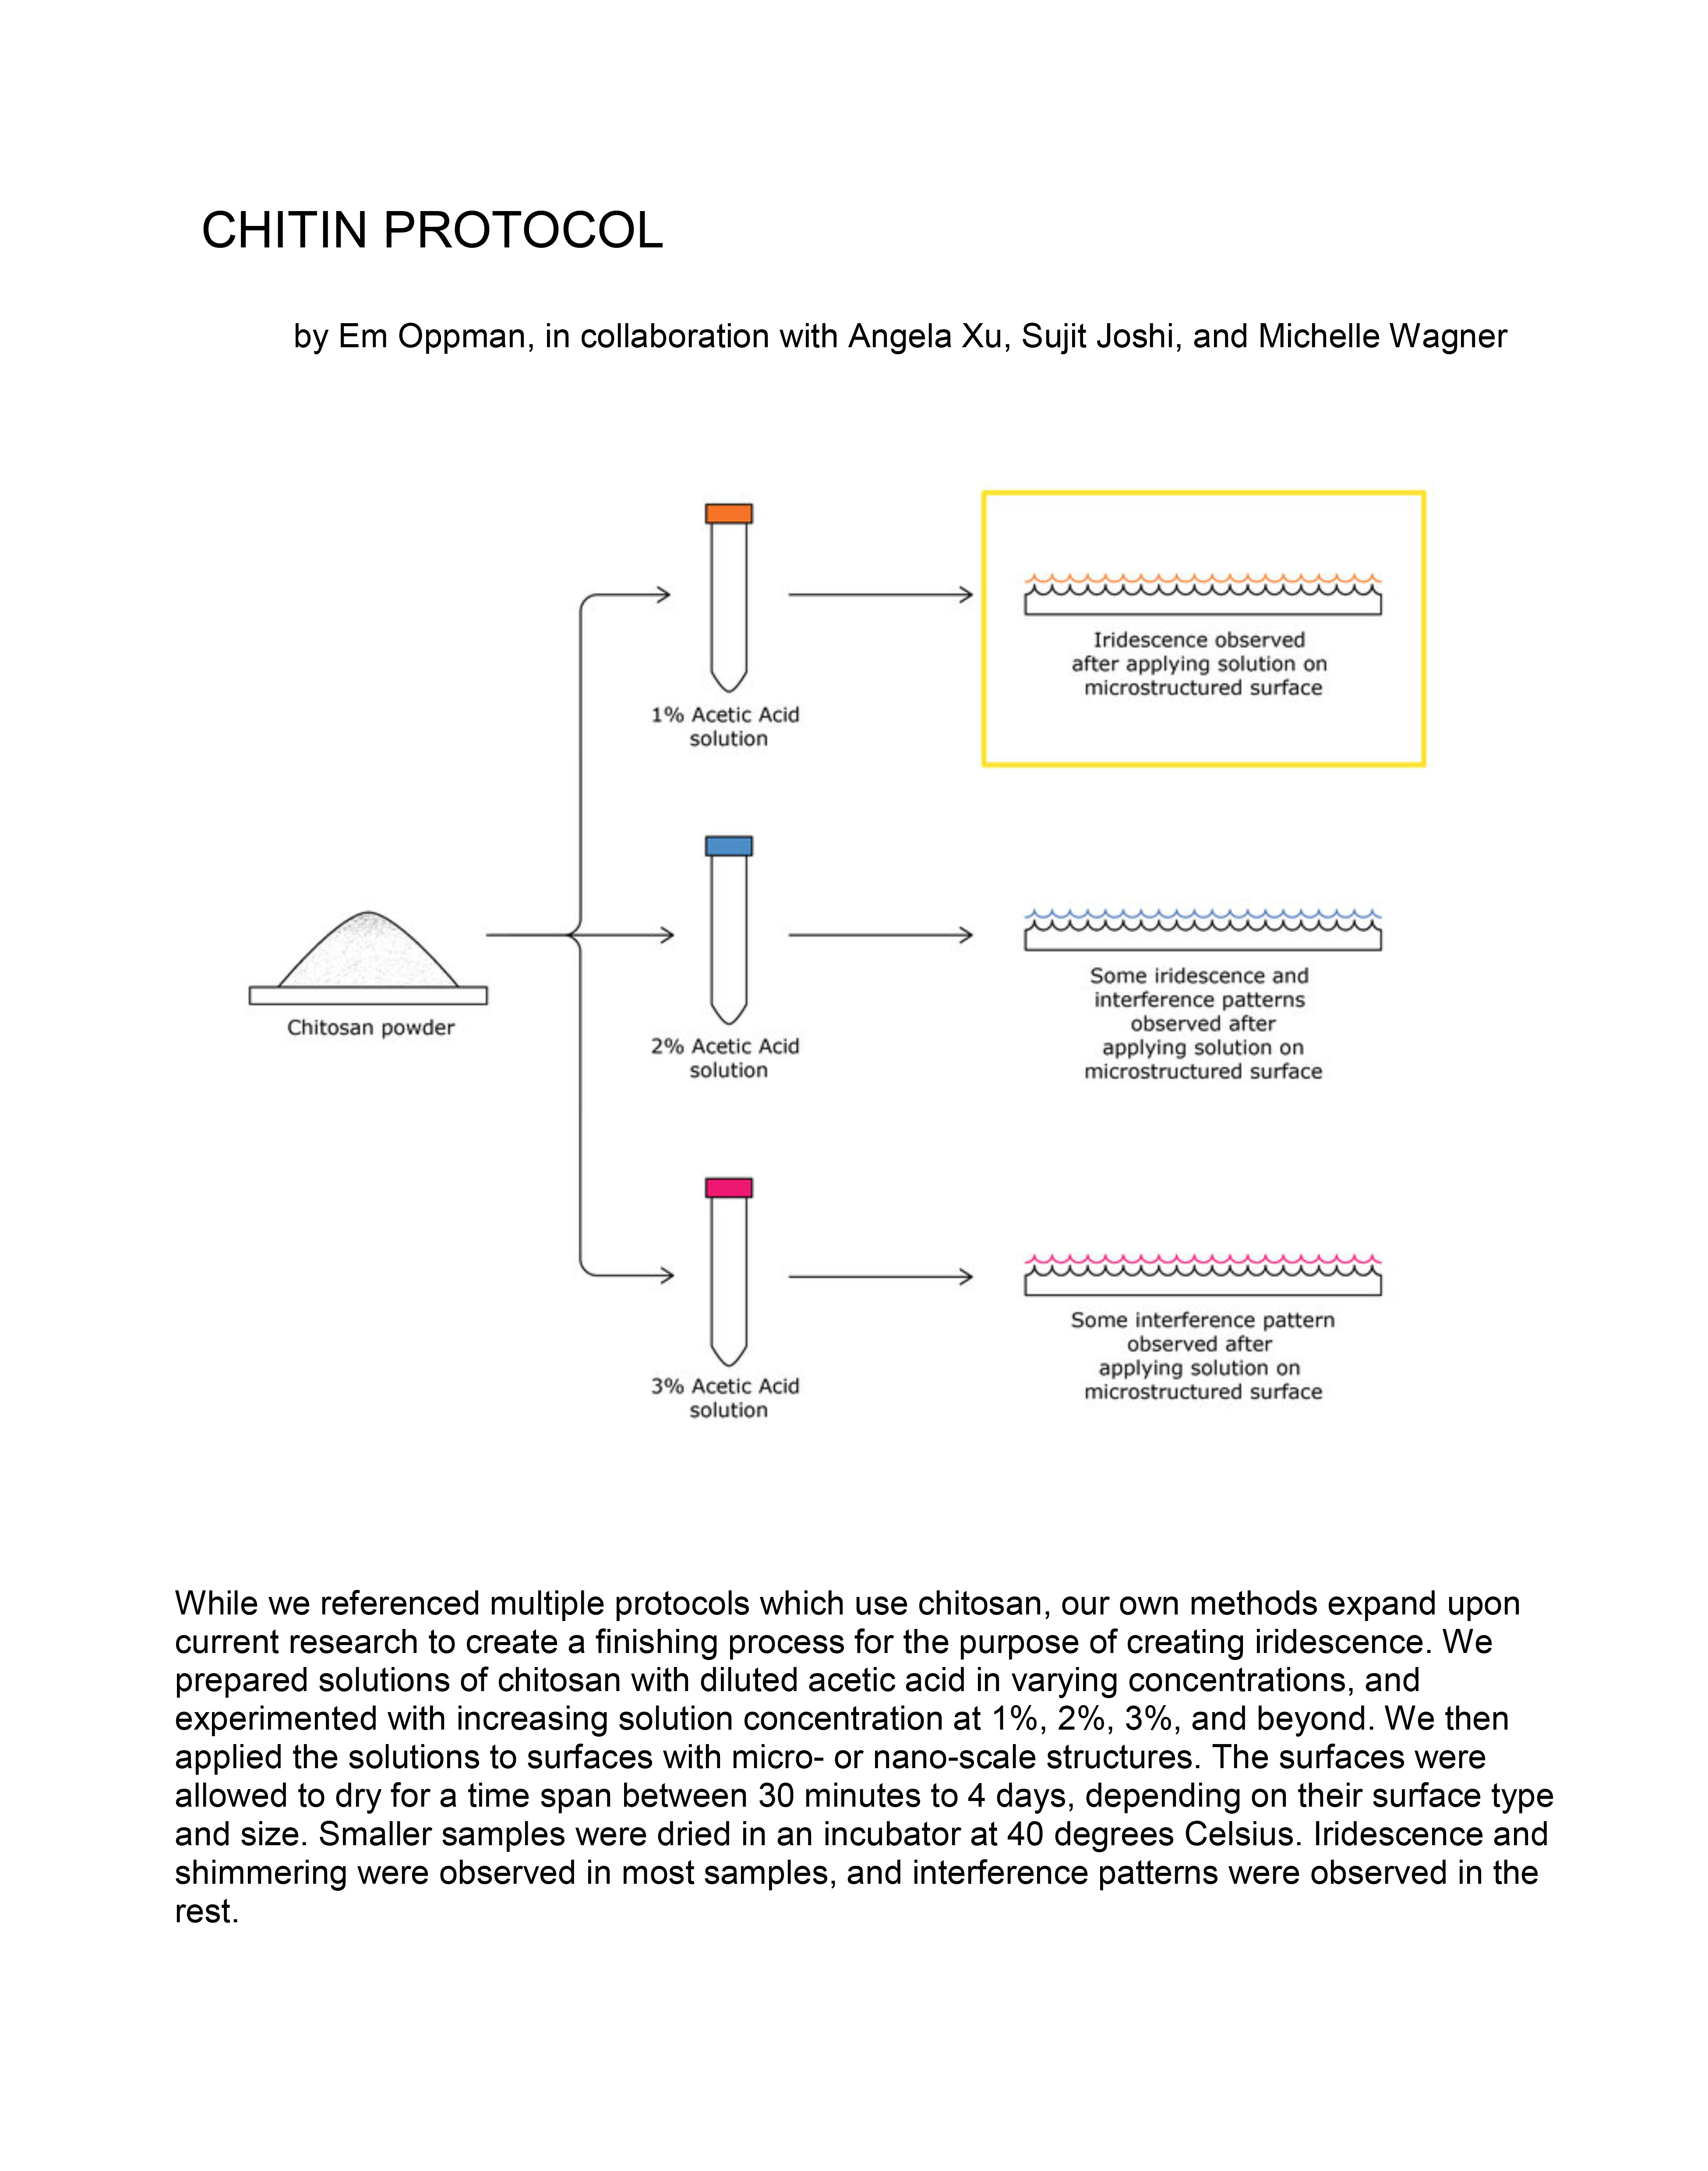 CHITIN PROTOCOL
by Em Oppman, in collaboration with Angela Xu, Sujit Joshi, and Michelle Wagner
Iridescence observed
after applying solution on
microstructured surface
1% Acetic Acid
solution
Some iridescence and
interference patterns
observed after
applying solution on
microstructured surface
Chitosan powder
2% Acetic Acid
solution
Some interference pattern
observed after
applying solution on
microstructured surface
3% Acetic Acid
solution
While we referenced multiple protocols which use chitosan, our own methods expand upon
current research to create a finishing process for the purpose of creating iridescence. We
prepared solutions of chitosan with diluted acetic acid in varying concentrations, and
experimented with increasing solution concentration at 1%, 2%, 3%, and beyond. We then
applied the solutions to surfaces with micro- or nano-scale structures. The surfaces were
allowed to dry for a time span between 30 minutes to 4 days, depending on their surface type
and size. Smaller samples were dried in an incubator at 40 degrees Celsius. Iridescence and
shimmering were observed in most samples, and interference patterns were observed in the
rest.